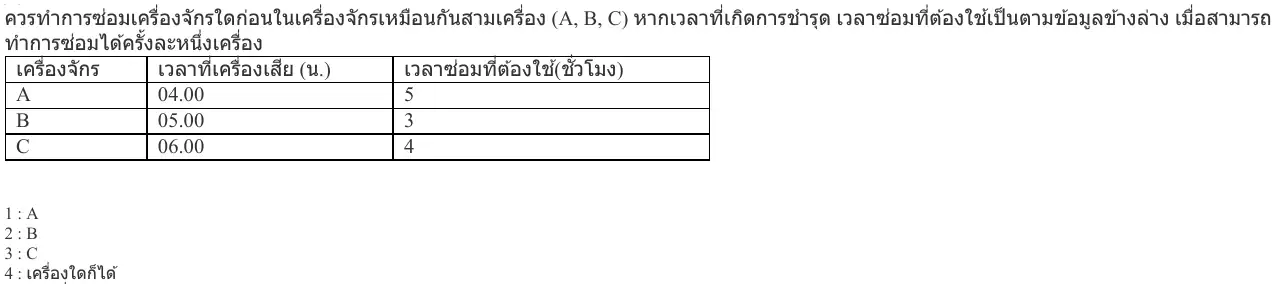 ควรทำการซ่อมเครื่องจักรใดก่อนในเครื่องจักรเหมือนกันสามเครื่อง (A, B, C) หากเวลาที่เกิดการชำรุด เวลาซ่อมที่ต้องใช้เป็นตามข้อมูลข้างล่าง เมื่อสามารถ
ทำการซ่อมได้ครั้งละหนึ่งเครื่อง
เครื่องจักร เวลาที่เครื่องเสีย (น.) เวลาซ่อมที่ต้องใช้(ชั่วโมง)
A 04.00 5
B 05.00 3
C 06.00 4
1 : A
2 : B
3 : C
4 : เครื่องใดก็ได้